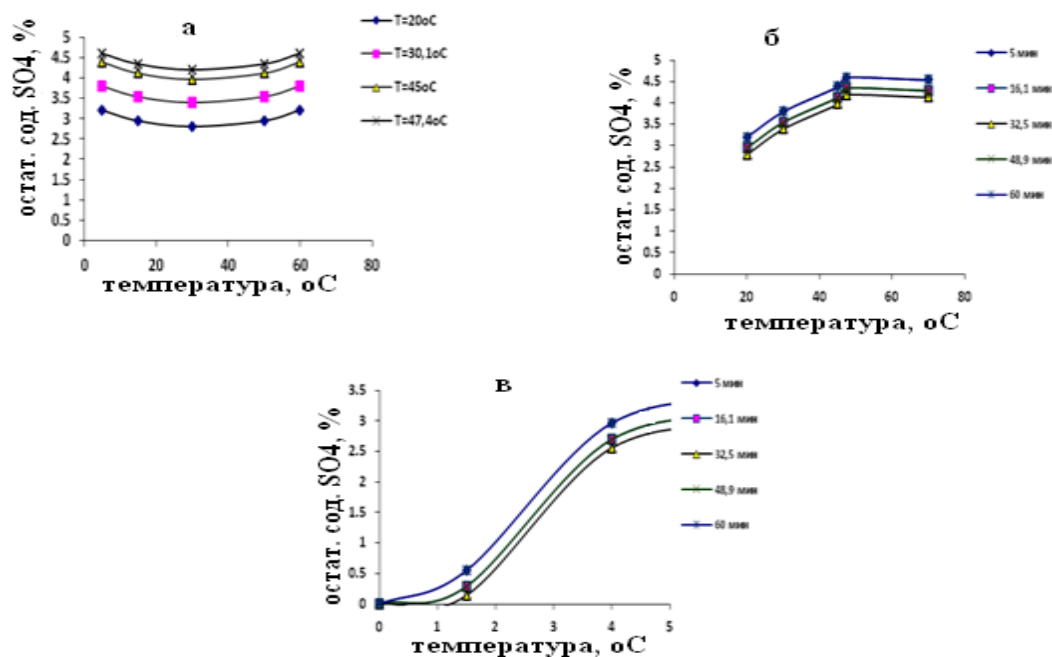 а
T=20oC
T=30,1oC
T=45oC
T=47,4oC
остат. сод. SO4, %
5
4.5
4
3.5
3
2.5
2
1.5
1
0.5
0
0 20 40 60 80
температура, оС
б
5 мин
16,1 мин
32,5 мин
48,9 мин
60 мин
остат. сод. SO4, %
5
4.5
4
3.5
3
2.5
2
1.5
1
0.5
0
0 20 40 60 80
температура, оС
в
5 мин
16,1 мин
32,5 мин
48,9 мин
60 мин
остат. сод. SO4, %
3.5
3
2.5
2
1.5
1
0.5
0
0 1 2 3 4 5
температура, оС